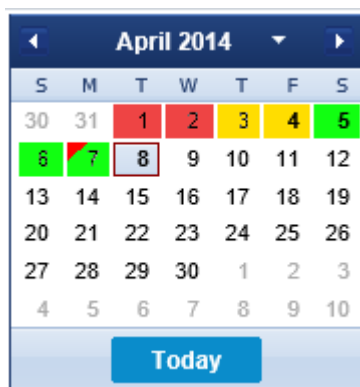 April 2014
S M T W T F S
30 31 1 2 3 4 5
6 7 8 9 10 11 12
13 14 15 16 17 18 19
20 21 22 23 24 25 26
27 28 29 30 1 2 3
4 5 6 7 8 9 10
Today